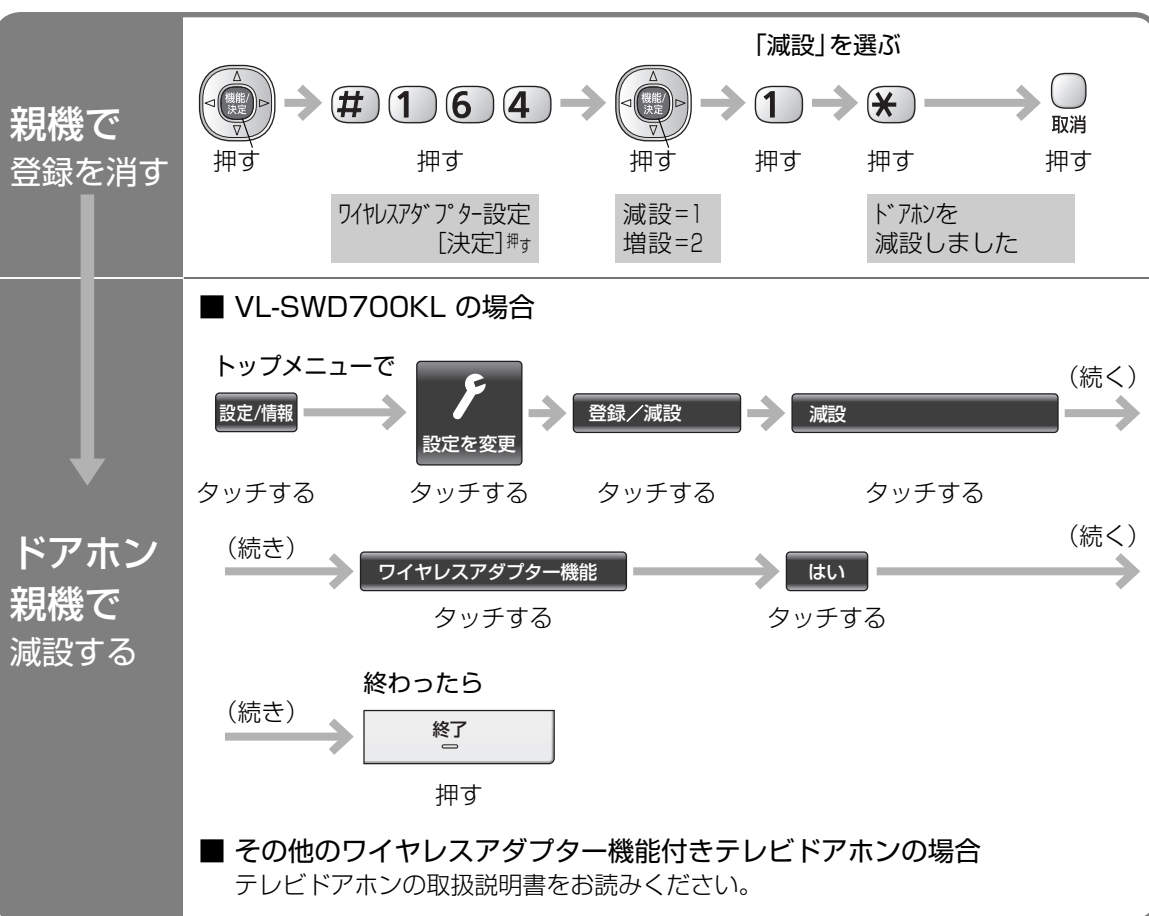 親機で
登録を消す
「減設」を選ぶ
機能/決定 # 1 6 4 機能/決定 1 ＊ 取消
押す 押す 押す 押す 押す 押す
ﾜｲﾔﾚｽｱﾀﾞﾌﾟﾀｰ設定
[決定]押す
減設=1
増設=2
ﾄﾞｱﾎﾝを
減設しました
ドアホン
親機で
減設する
■ VL-SWD700KL の場合
トップメニューで
設定/情報 設定を変更 登録／減設 減設 （続く）
タッチする タッチする タッチする タッチする
（続き） ワイヤレスアダプター機能 はい （続く）
タッチする タッチする
終わったら
（続き） 終了
押す
■ その他のワイヤレスアダプター機能付きテレビドアホンの場合
テレビドアホンの取扱説明書をお読みください。